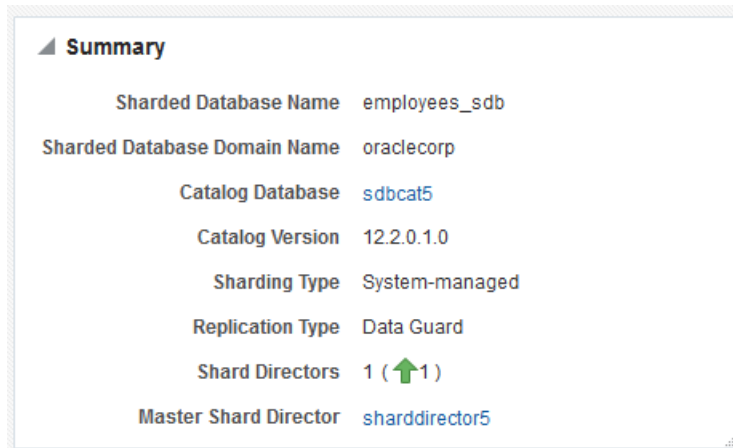 Summary
Sharded Database Name employees_sdb
Sharded Database Domain Name oraclecorp
Catalog Database sdbcat5
Catalog Version 12.2.0.1.0
Sharding Type System-managed
Replication Type Data Guard
Shard Directors 1 ( 1 )
Master Shard Director sharddirector5